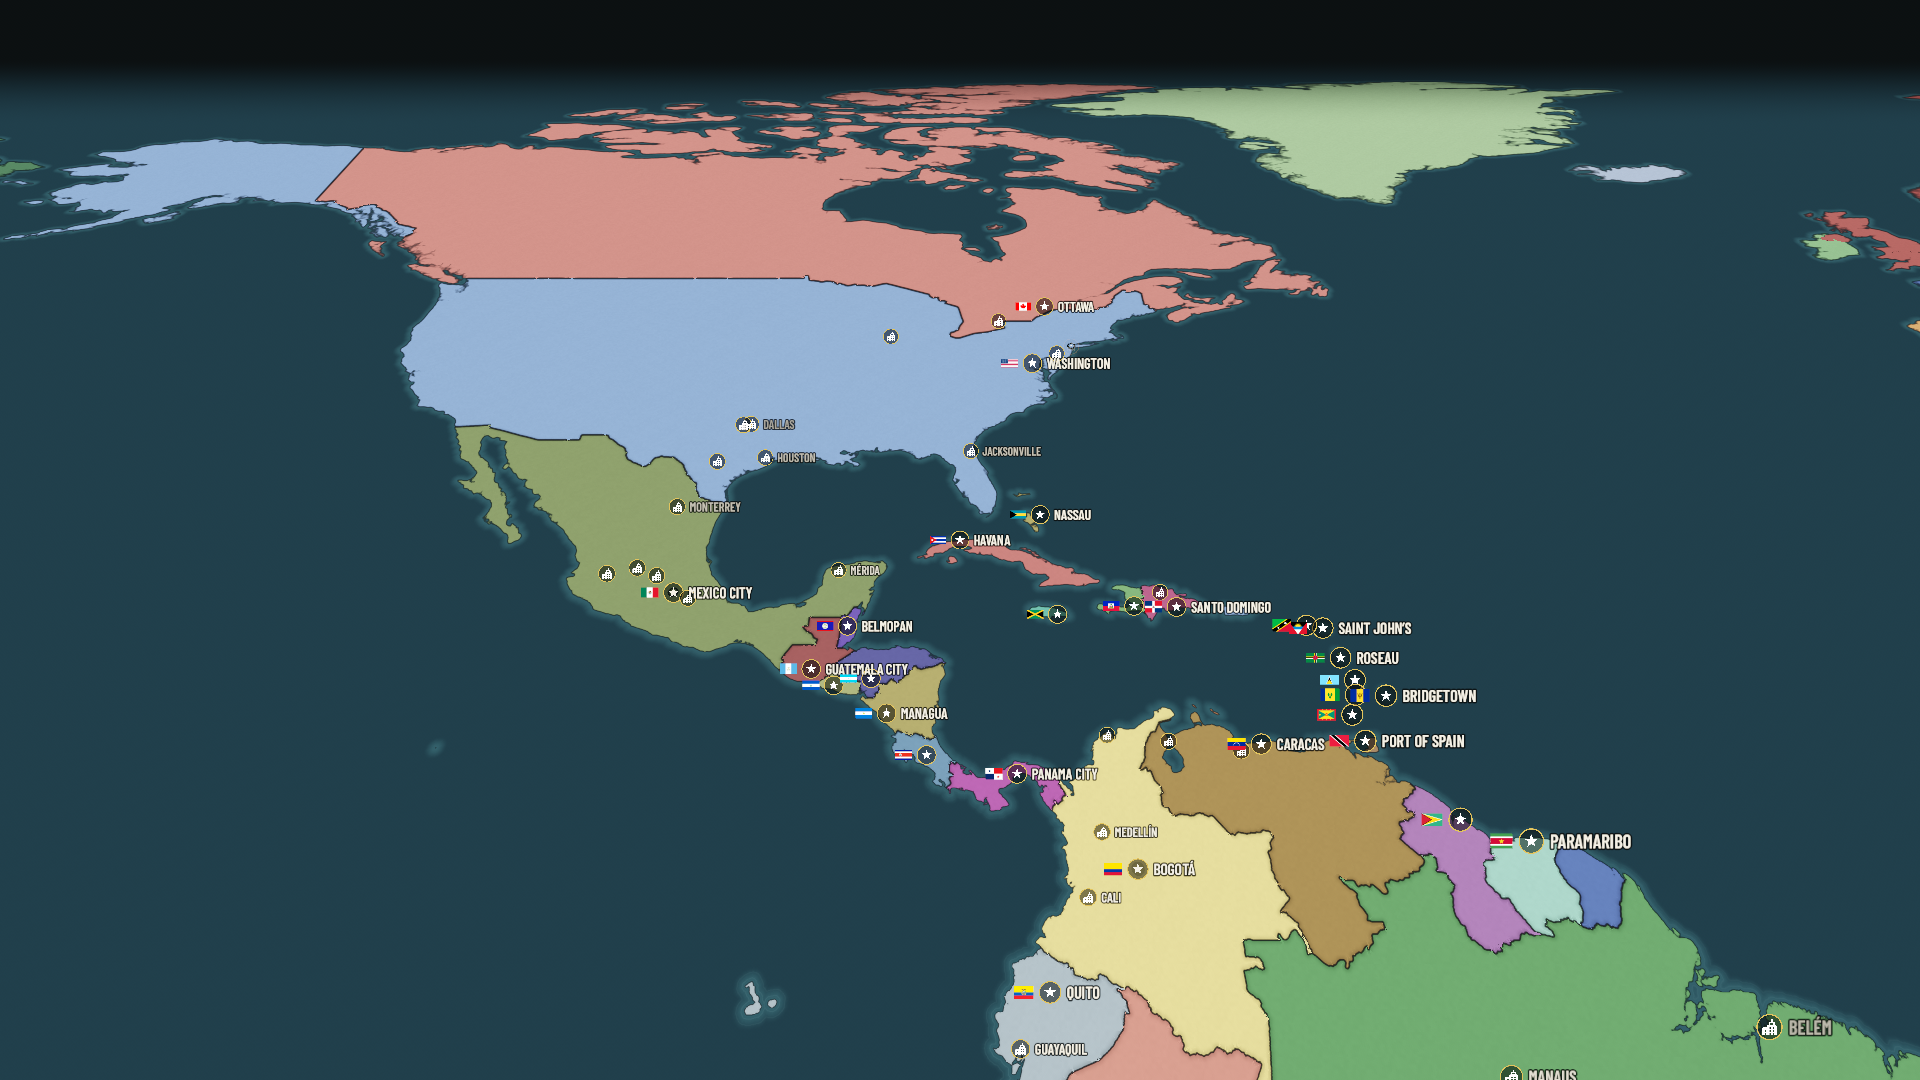 OTTAWA
WASHINGTON
DALLAS
JACKSONVILLE
HOUSTON
MONTERREY
NASSAU
HAVANA
MÉRIDA
MEXICO CITY
SANTO DOMINGO
BELMOPAN
SAINT JOHN'S
ROSEAU
GUATEMALA CITY
BRIDGETOWN
MANAGUA
PORT OF SPAIN
CARACAS
PANAMA CITY
MEDELLÍN
PARAMARIBO
BOGOTÁ
CALI
QUITO
BELÉM
GUAYAQUIL
MANAUS